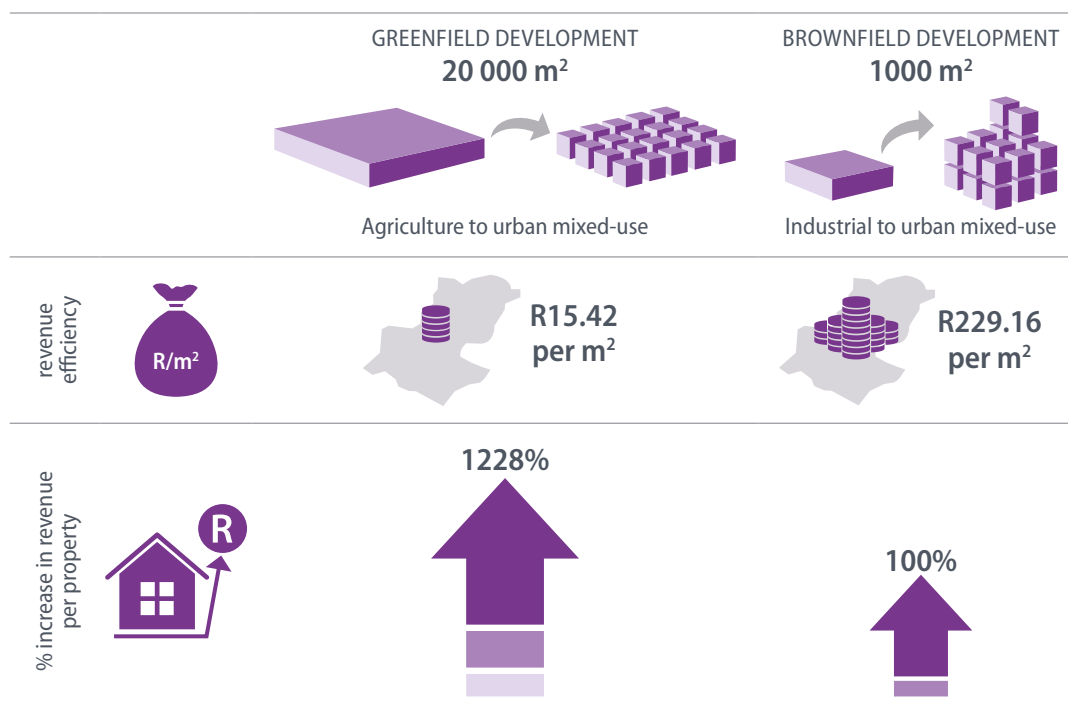 GREENFIELD DEVELOPMENT
20 000 m²
BROWNFIELD DEVELOPMENT
1000 m²
Agriculture to urban mixed-use
Industrial to urban mixed-use
revenue
efficiency
R/m²
R15.42
per m²
R229.16
per m²
% increase in revenue
per property
R
1228%
100%